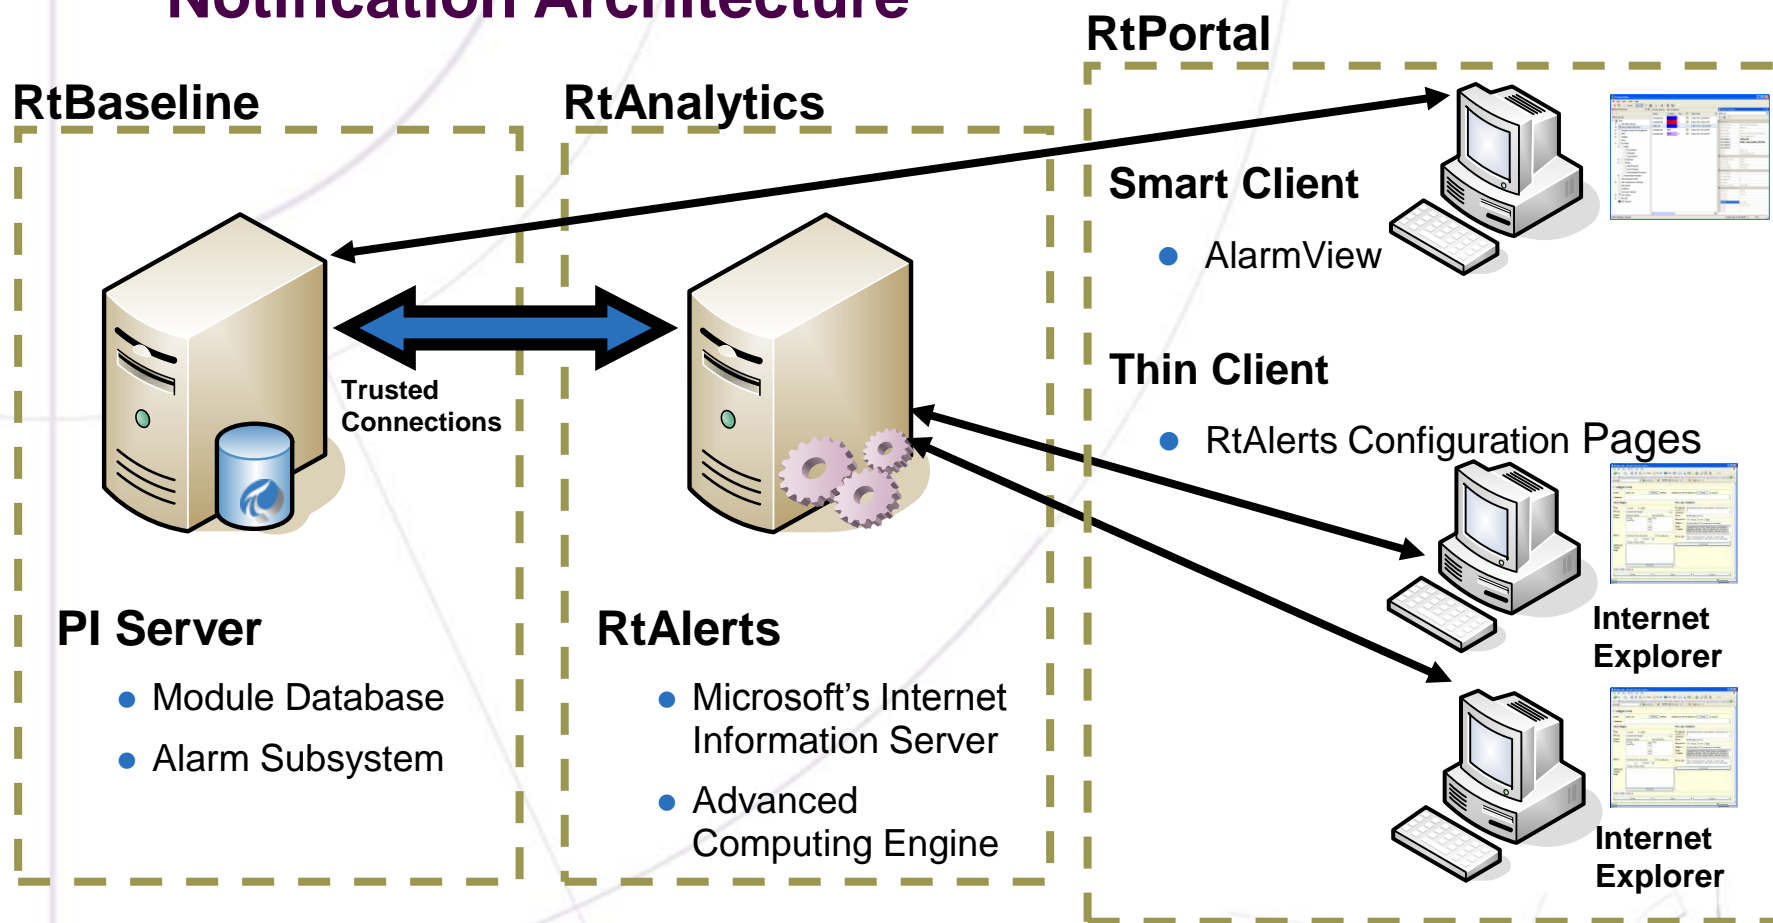 Notification Architecture
RtPortal
RtBaseline
RtAnalytics
Smart Client
● AlarmView
Thin Client
● RtAlerts Configuration Pages
Trusted
Connections
PI Server
● Module Database
● Alarm Subsystem
RtAlerts
● Microsoft’s Internet
Information Server
● Advanced
Computing Engine
Internet
Explorer
Internet
Explorer